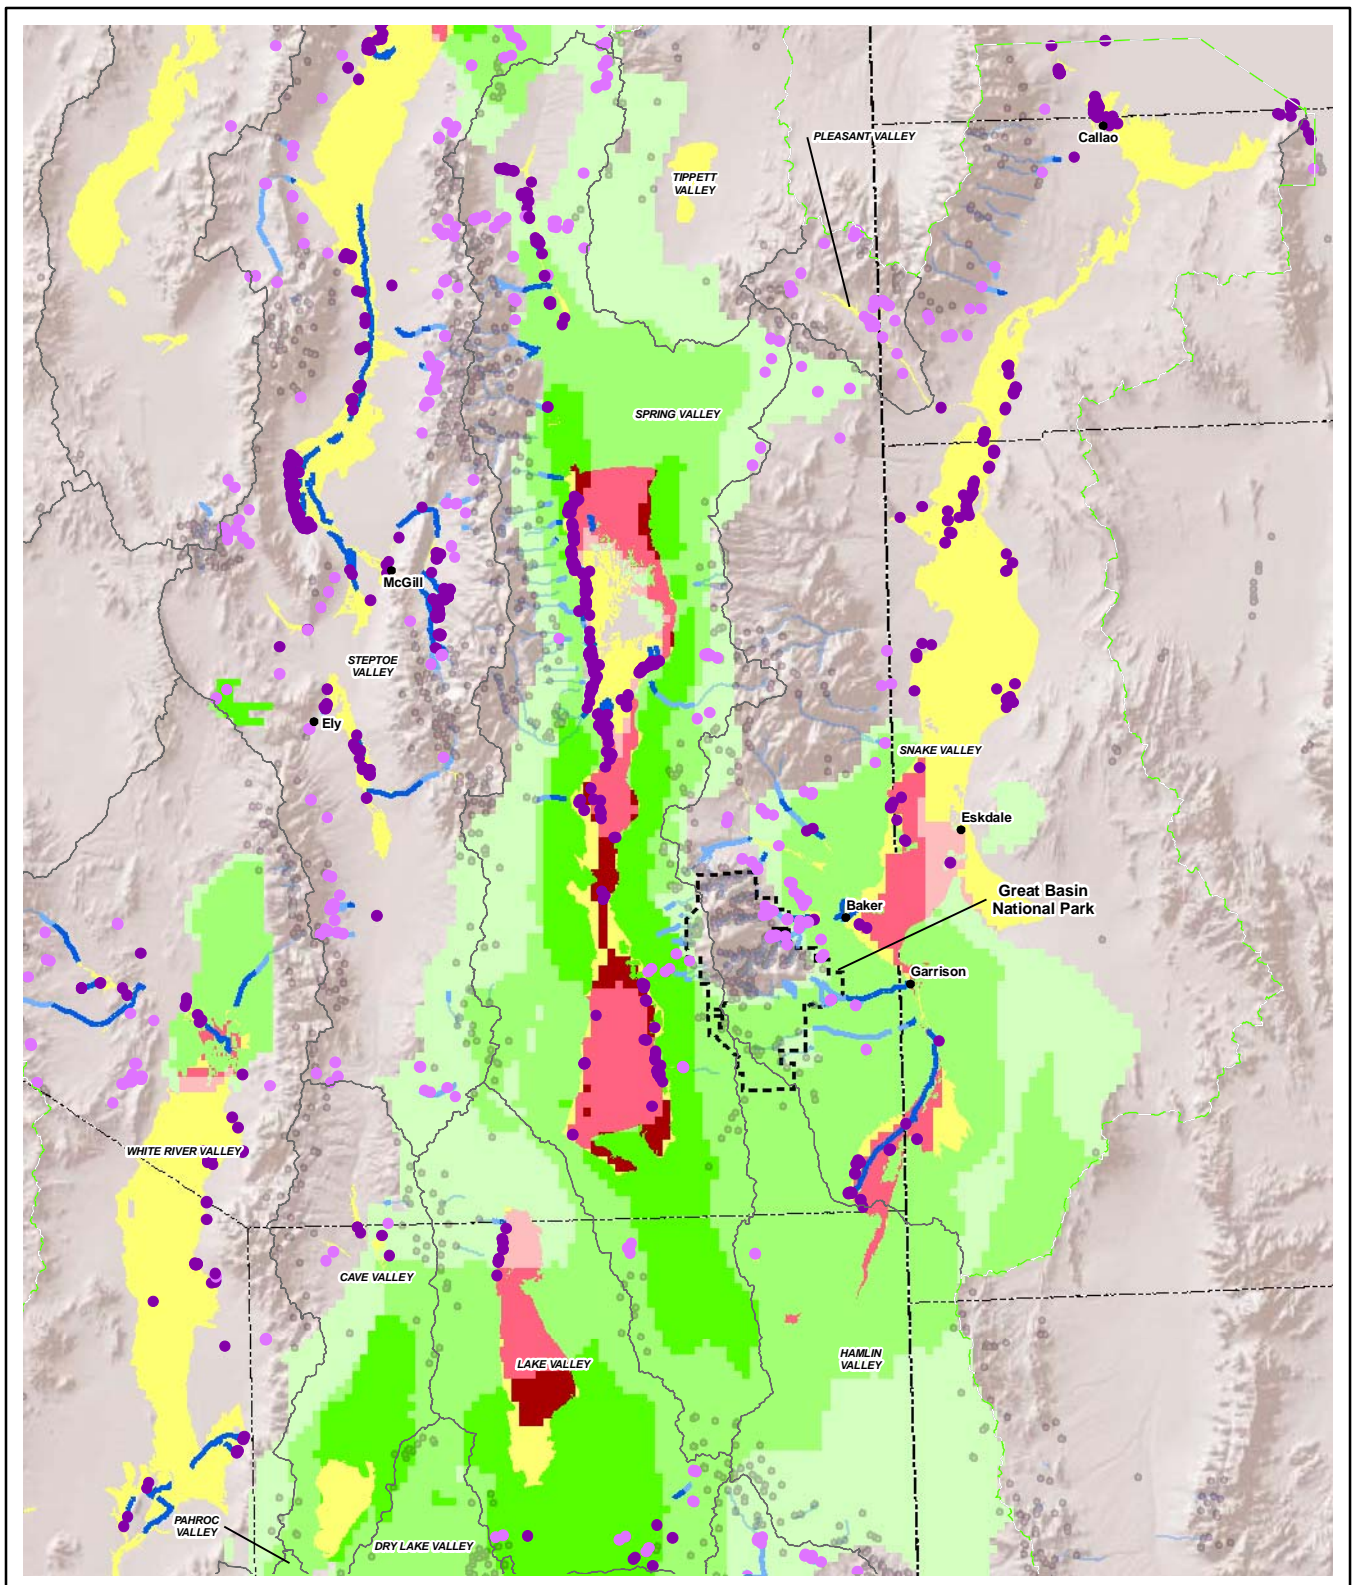 Callao
PLEASANT VALLEY
TIPPETT
VALLEY
SPRING VALLEY
McGill
STEPTOE
VALLEY
Ely
SNAKE VALLEY
Eskdale
Great Basin
National Park
Baker
Garrison
WHITE RIVER VALLEY
CAVE VALLEY
LAKE VALLEY
HAMLIN
VALLEY
PAHROC
VALLEY
DRY LAKE VALLEY